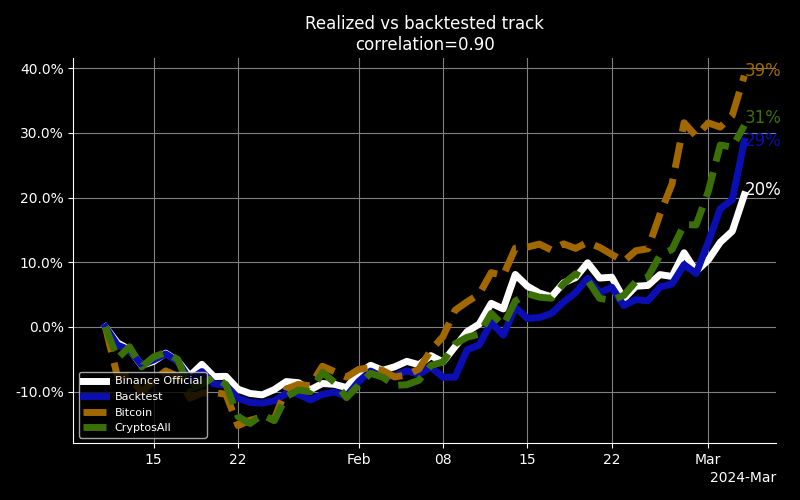 Realized vs backtested track
correlation=0.90
40.0%
30.0%
20.0%
10.0%
0.0%
-10.0%
39%
31%
29%
20%
Binance Official
Backtest
Bitcoin
CryptosAll
15
22
Feb
08
15
22
Mar
2024-Mar